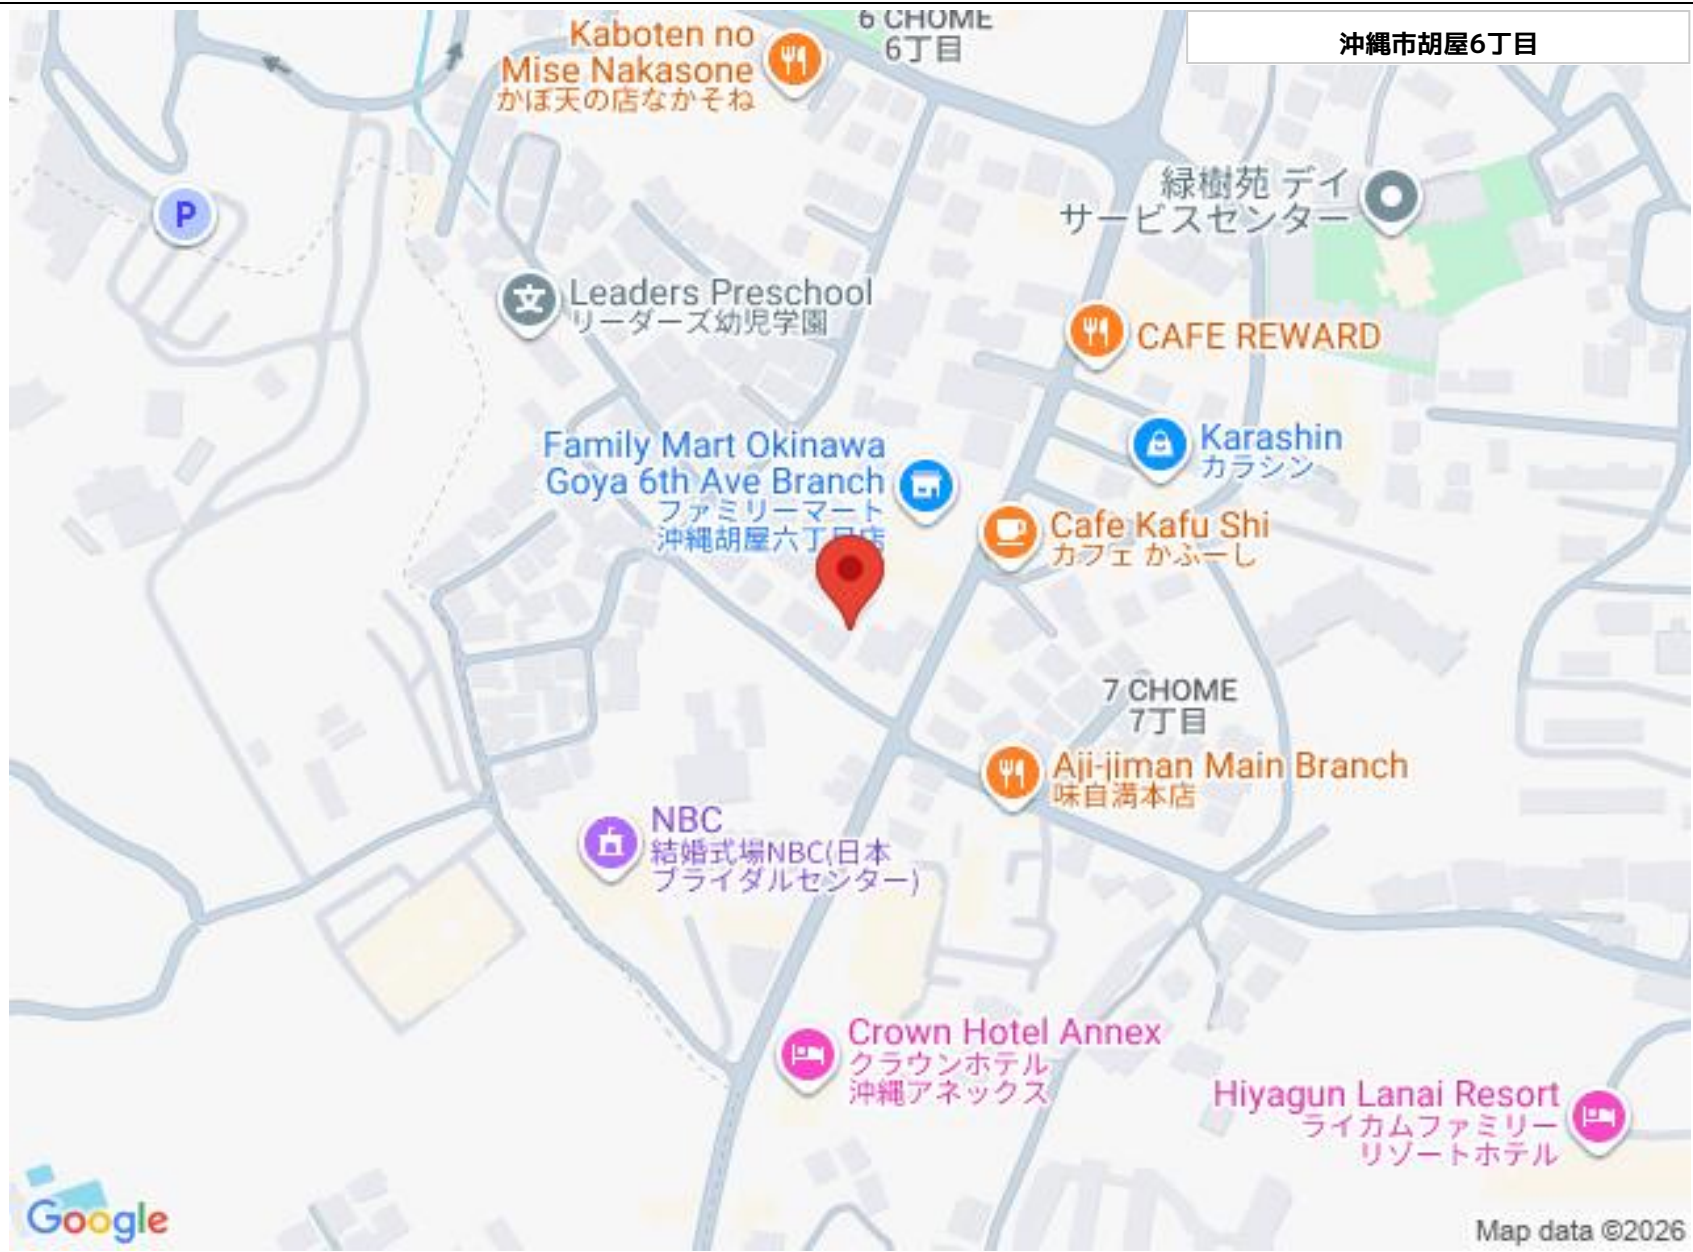 沖縄市胡屋6丁目
6 CHOME
6丁目
Kaboten no
Mise Nakasone
かぼ天の店なかそね
P
緑樹苑 デイ
サービスセンター
文
Leaders Preschool
リーダーズ幼児学園
CAFE REWARD
Karashin
カラシン
Family Mart Okinawa
Goya 6th Ave Branch
ファミリーマート
沖縄胡屋六丁目店
Cafe Kafu Shi
カフェ かふーし
7 CHOME
7丁目
Aji-jiman Main Branch
味自満本店
NBC
結婚式場NBC(日本
ブライダルセンター)
Crown Hotel Annex
クラウンホテル
沖縄アネックス
Hiyagun Lanai Resort
ライカムファミリー
リゾートホテル
Google
Map data ©2026